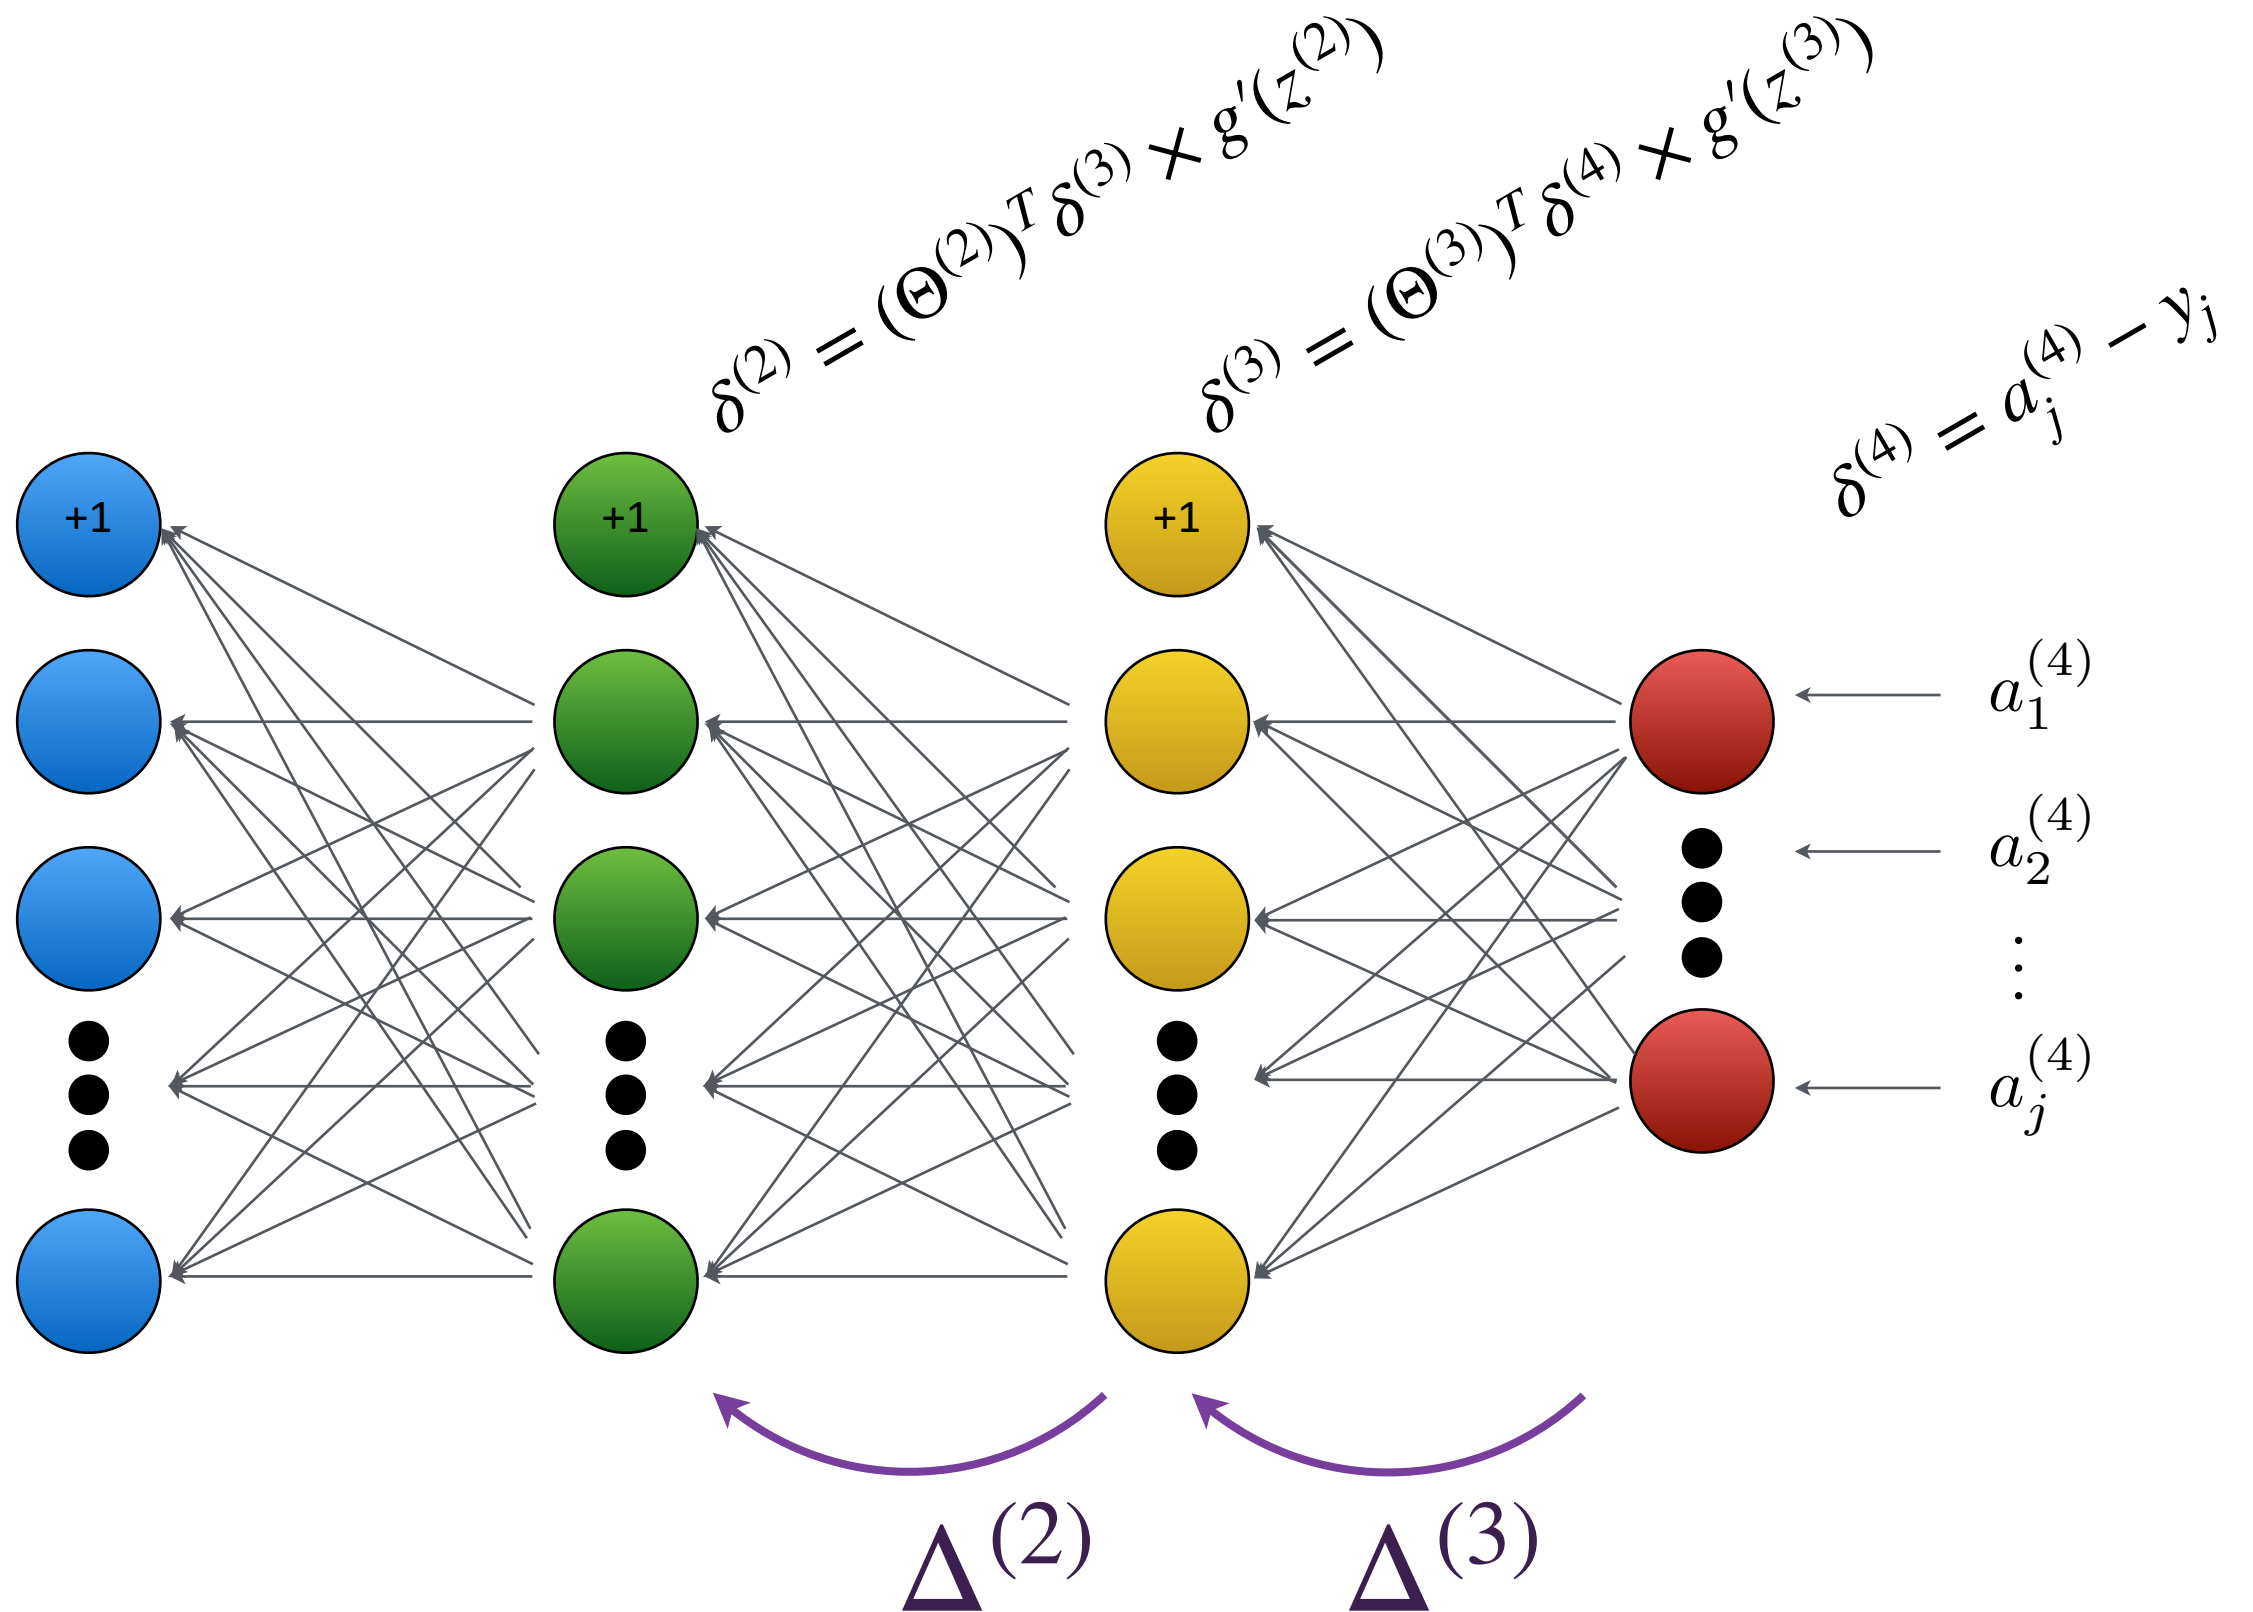 δ^(2) = (Θ^(2))^T δ^(3) × g'(z^(2))
δ^(3) = (Θ^(3))^T δ^(4) × g'(z^(3))
δ^(4) = a_j^(4) − y_j
+1 +1 +1
a_1^(4)
a_2^(4)
⋮
a_j^(4)
Δ^(2) Δ^(3)